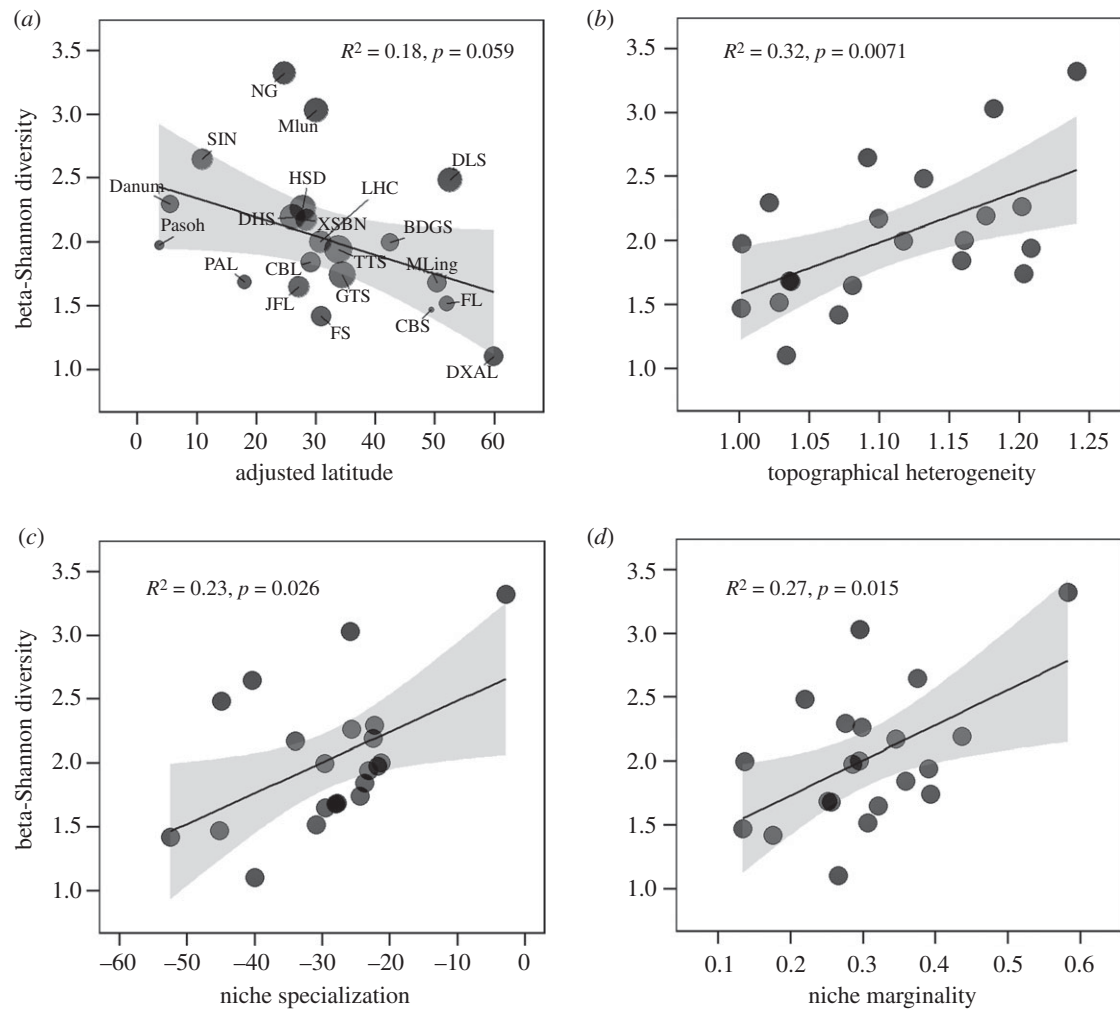 (a)
R² = 0.18, p = 0.059
beta-Shannon diversity
3.5
3.0
2.5
2.0
1.5
1.0
NG
Mlun
SIN
DLS
HSD
LHC
Danum
DHS
XSBN
BDGS
Pasoh
TTS
MLing
PAL
CBL
GTS
JFL
FL
FS
CBS
DXAL
0 10 20 30 40 50 60
adjusted latitude
(b)
R² = 0.32, p = 0.0071
3.5
3.0
2.5
2.0
1.5
1.0
1.00 1.05 1.10 1.15 1.20 1.25
topographical heterogeneity
(c)
R² = 0.23, p = 0.026
beta-Shannon diversity
3.5
3.0
2.5
2.0
1.5
1.0
–60 –50 –40 –30 –20 –10 0
niche specialization
(d)
R² = 0.27, p = 0.015
3.5
3.0
2.5
2.0
1.5
1.0
0.1 0.2 0.3 0.4 0.5 0.6
niche marginality